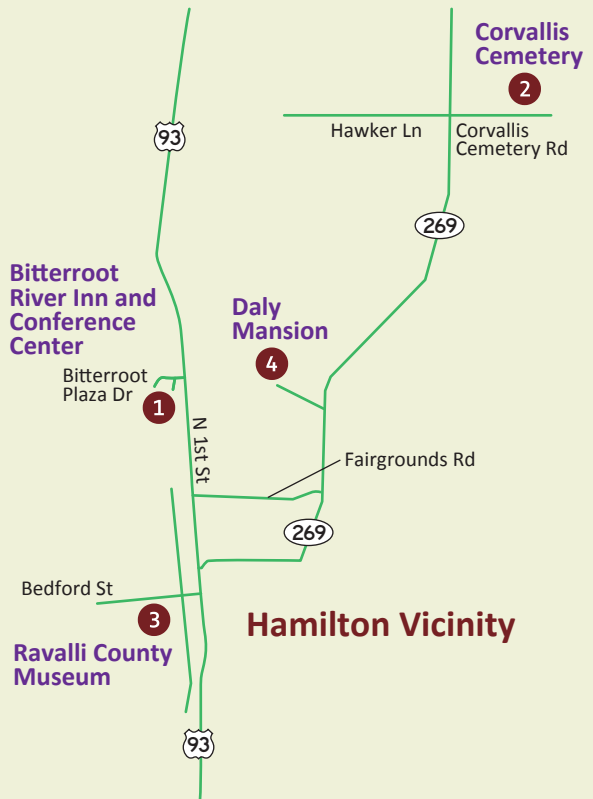 Corvallis
Cemetery
2
93
Hawker Ln
Corvallis
Cemetery Rd
269
Bitterroot
River Inn and
Conference
Center
Daly
Mansion
4
Bitterroot
Plaza Dr
1
N 1st St
Fairgrounds Rd
269
Bedford St
3
Hamilton Vicinity
Ravalli County
Museum
93